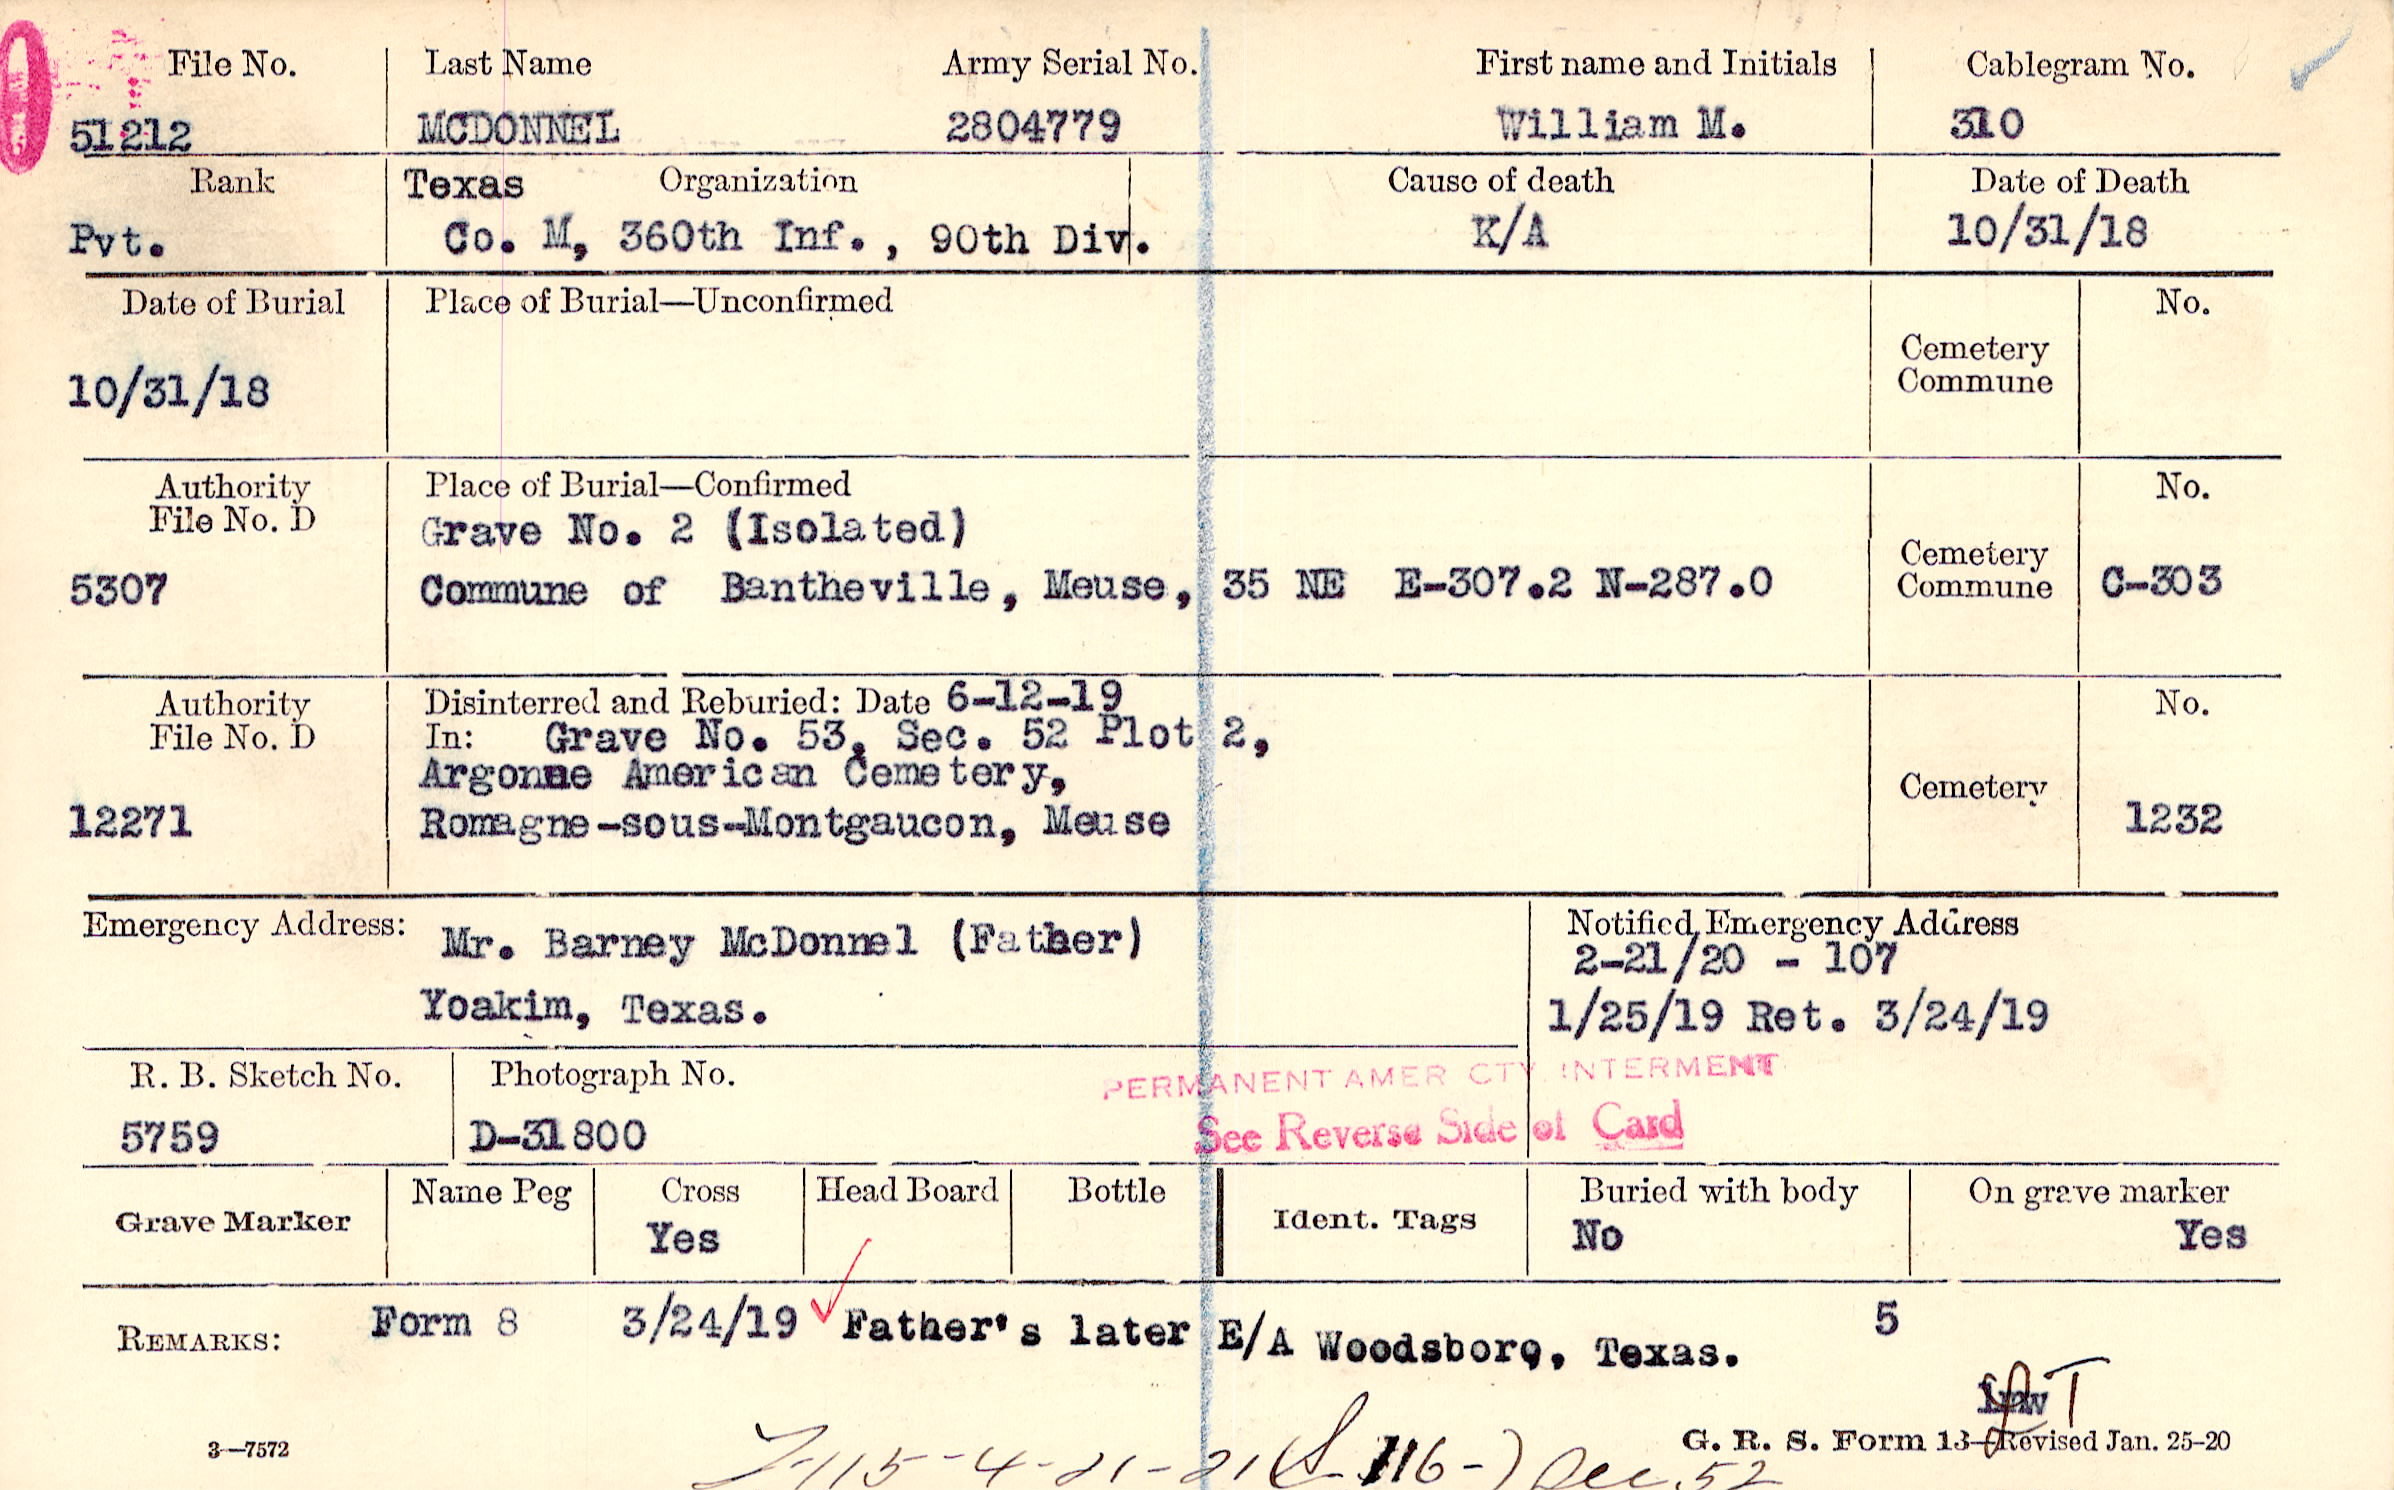 File No. Last Name Army Serial No. First name and Initials Cablegram No.
51212 MCDONNEL 2804779 William M. 310
Rank Texas Organization Cause of death Date of Death
Pvt. Co. M, 360th Inf., 90th Div. K/A 10/31/18
Date of Burial Place of Burial—Unconfirmed No.
Cemetery
Commune
10/31/18
Authority Place of Burial—Confirmed No.
File No. D Grave No. 2 (Isolated)
Cemetery
5307 Commune of Bantheville, Meuse, 35 NE E-307.2 N-287.0 Commune C-303
Authority Disinterred and Reburied: Date 6-12-19 No.
File No. D In: Grave No. 53, Sec. 52 Plot 2,
Argonne American Cemetery, Cemetery
12271 Romagne-sous-Montgaucon, Meuse 1232
Emergency Address: Mr. Barney McDonnel (Father) Notified Emergency Address
2-21/20 - 107
Yoakim, Texas. 1/25/19 Ret. 3/24/19
R. B. Sketch No. Photograph No. PERMANENT AMER CTY INTERMENT
5759 D-31800 See Reverse Side of Card
Grave Marker Name Peg Cross Head Board Bottle Ident. Tags Buried with body On grave marker
Yes No Yes
REMARKS: Form 8 3/24/19 Father's later E/A Woodsboro, Texas. 5
3—7572 G. R. S. Form 13—Revised Jan. 25-20